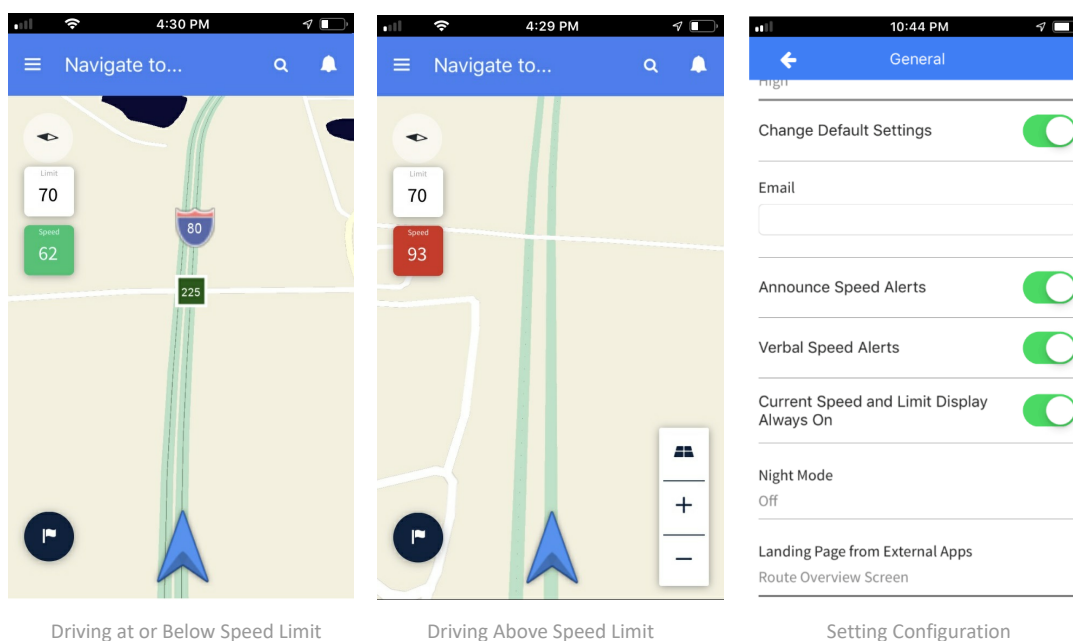 4:30 PM
Navigate to...
Limit
70
Speed
62
80
225
Driving at or Below Speed Limit
4:29 PM
Navigate to...
Limit
70
Speed
93
+
−
Driving Above Speed Limit
10:44 PM
General
High
Change Default Settings
Email
Announce Speed Alerts
Verbal Speed Alerts
Current Speed and Limit Display
Always On
Night Mode
Off
Landing Page from External Apps
Route Overview Screen
Setting Configuration